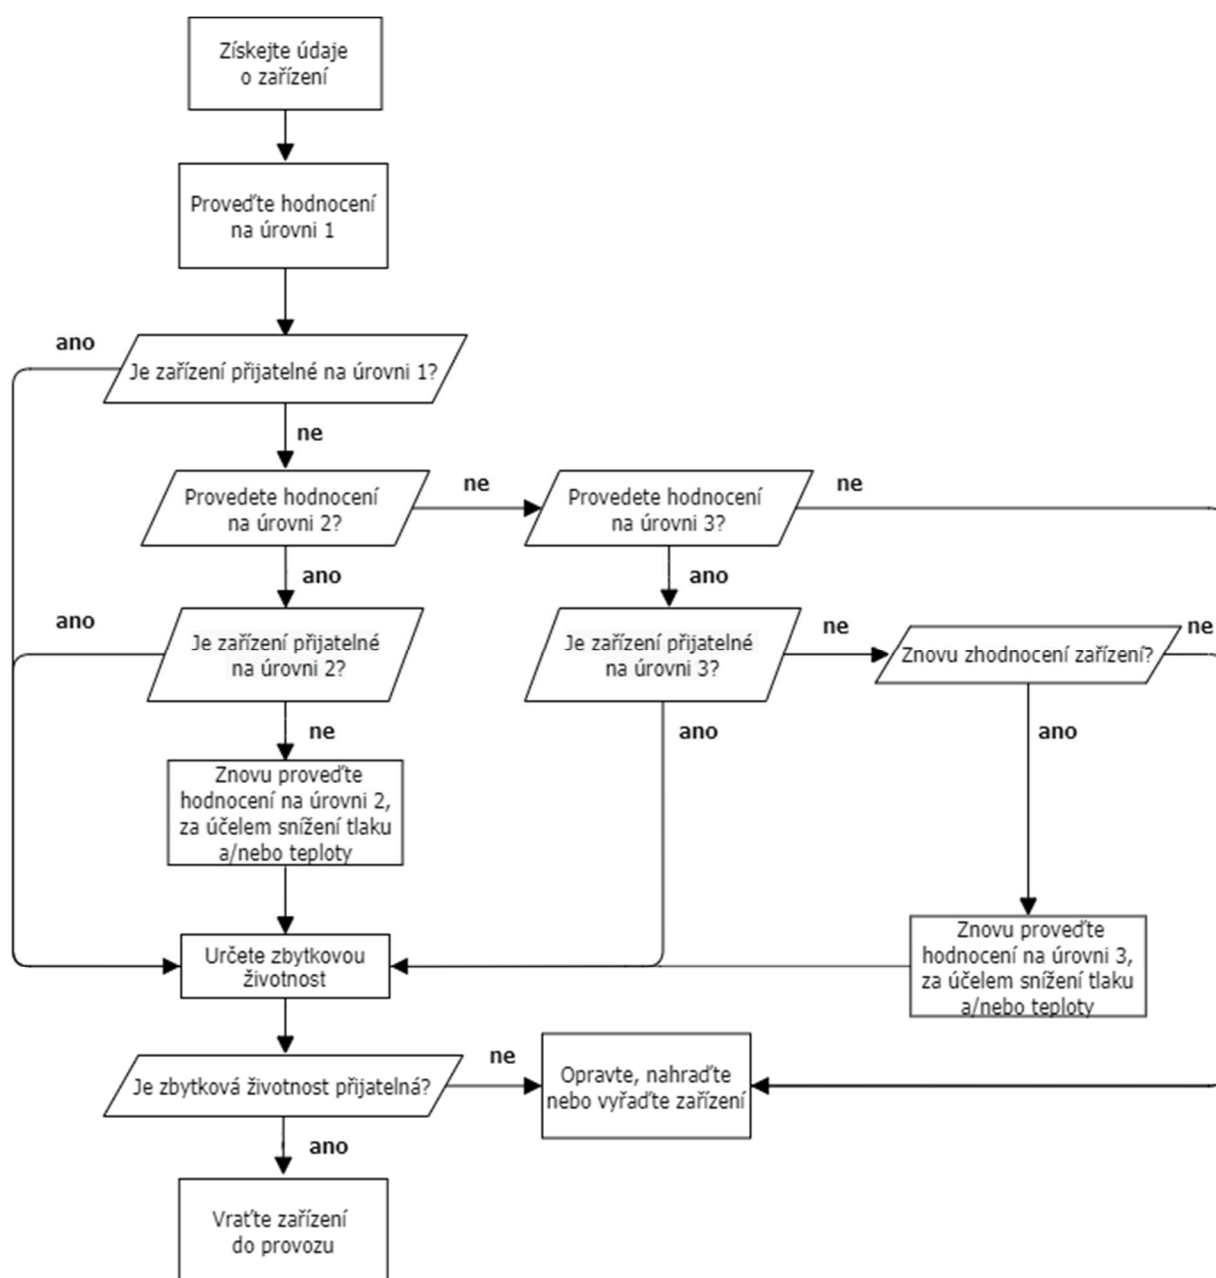 Získejte údaje
o zařízení
Proveďte hodnocení
na úrovni 1
ano
Je zařízení přijatelné na úrovni 1?
ne
Provedete hodnocení
na úrovni 2?
ne
Provedete hodnocení
na úrovni 3?
ne
ano
ano
ano
Je zařízení přijatelné
na úrovni 2?
Je zařízení přijatelné
na úrovni 3?
ne
Znovu zhodnocení zařízení?
ne
ne
ano
ano
Znovu proveďte
hodnocení na úrovni 2,
za účelem snížení tlaku
a/nebo teploty
Určete zbytkovou
životnost
Znovu proveďte
hodnocení na úrovni 3,
za účelem snížení tlaku
a/nebo teploty
Je zbytková životnost přijatelná?
ne
Opravte, nahraďte
nebo vyřaďte zařízení
ano
Vraťte zařízení
do provozu